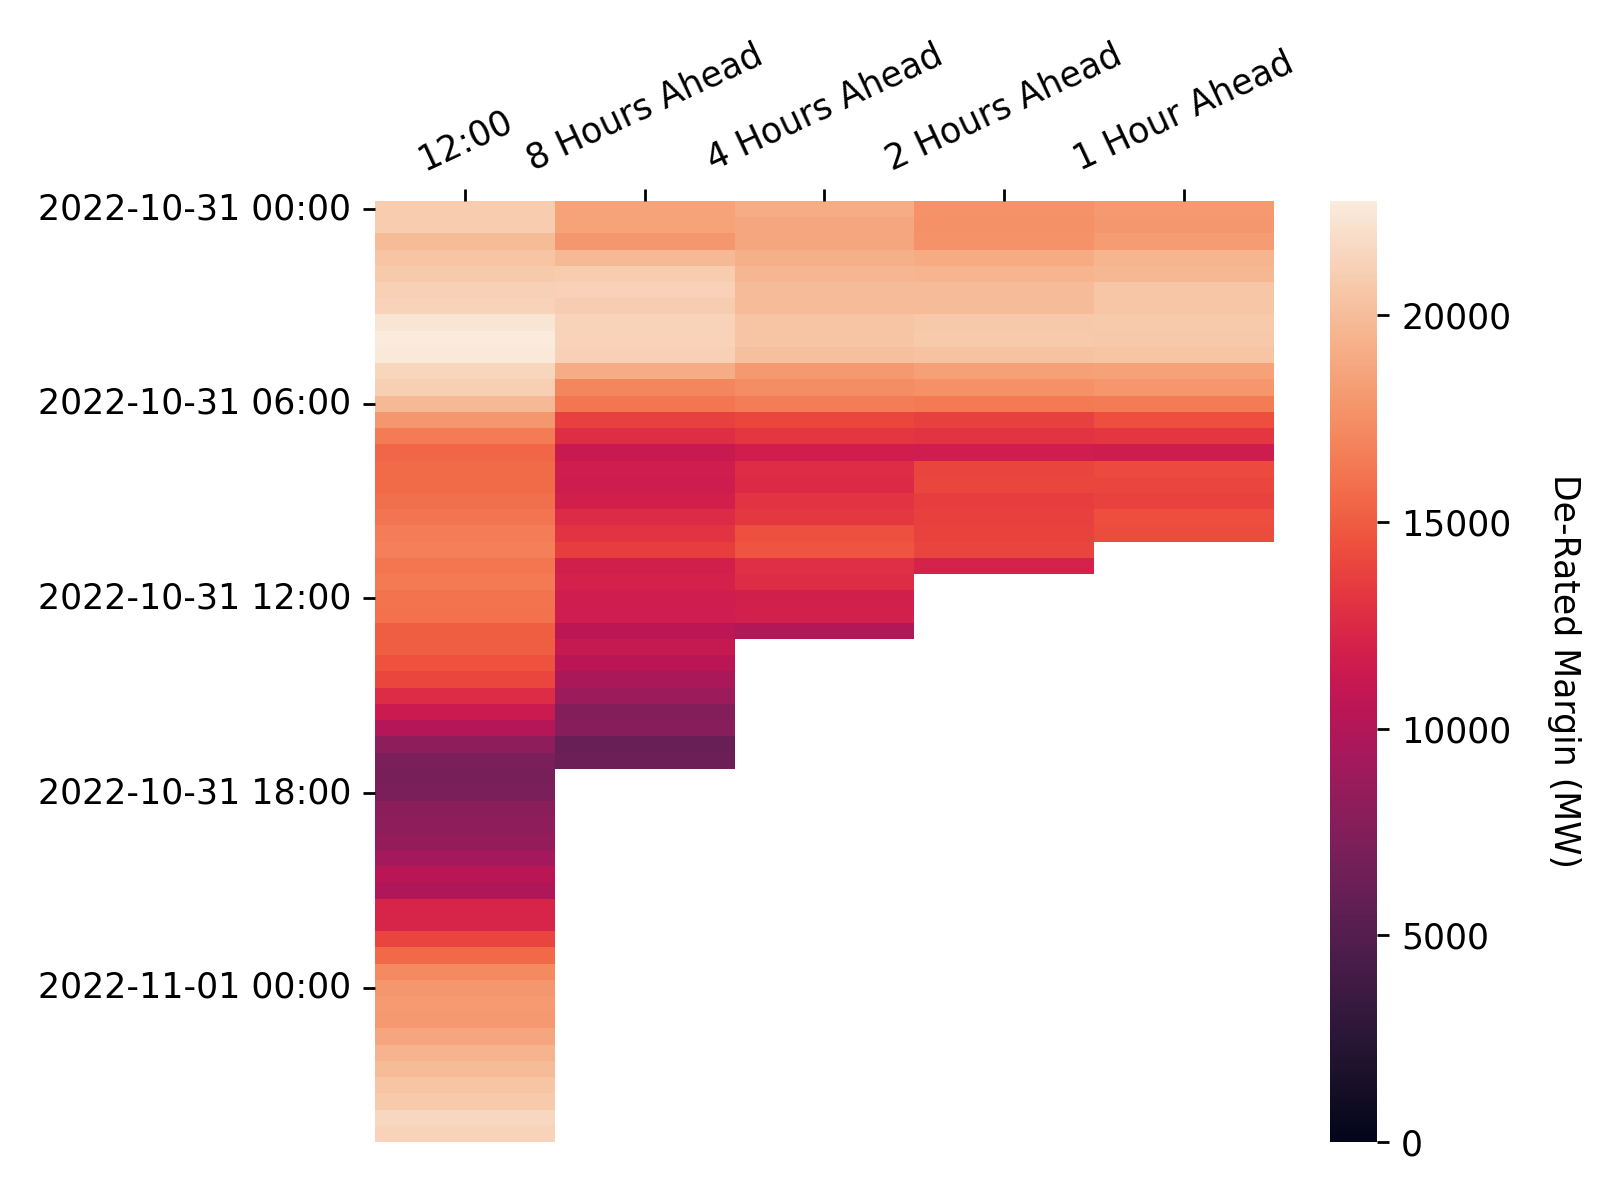 12:00
8 Hours Ahead
4 Hours Ahead
2 Hours Ahead
1 Hour Ahead
2022-10-31 00:00
2022-10-31 06:00
2022-10-31 12:00
2022-10-31 18:00
2022-11-01 00:00
20000
15000
10000
5000
0
De-Rated Margin (MW)